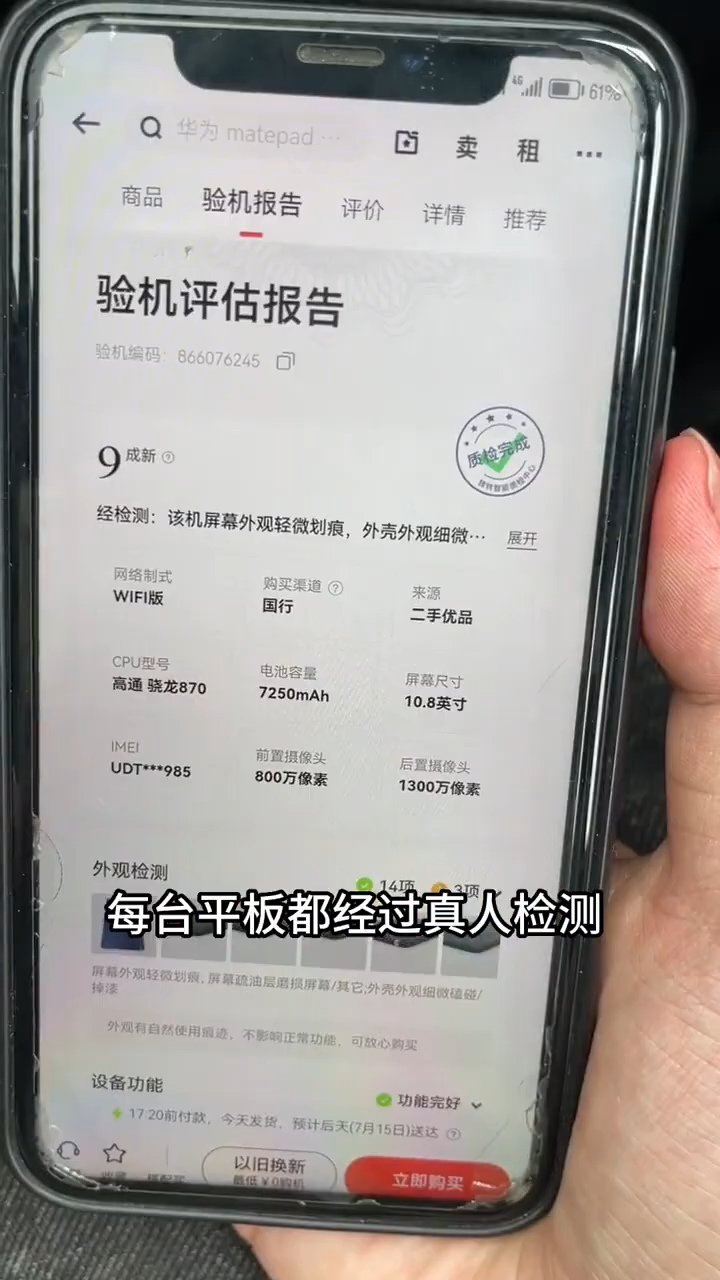 4G 61%
华为 matepad ···
卖 租
商品 验机报告 评价 详情 推荐
验机评估报告
验机编码: 866076245
9成新
质检完成
经检测：该机屏幕外观轻微划痕，外壳外观细微··· 展开
网络制式 购买渠道 来源
WIFI版 国行 二手优品
CPU型号 电池容量 屏幕尺寸
高通 骁龙870 7250mAh 10.8英寸
IMEI 前置摄像头 后置摄像头
UDT***985 800万像素 1300万像素
外观检测 14项 3项
每台平板都经过真人检测
屏幕外观轻微划痕,屏幕疏油层磨损屏幕/其它;外壳外观细微磕碰/
掉漆
外观有自然使用痕迹，不影响正常功能，可放心购买
设备功能 功能完好
17:20前付款，今天发货，预计后天(7月15日)送达
以旧换新 立即购买
最低￥0购机